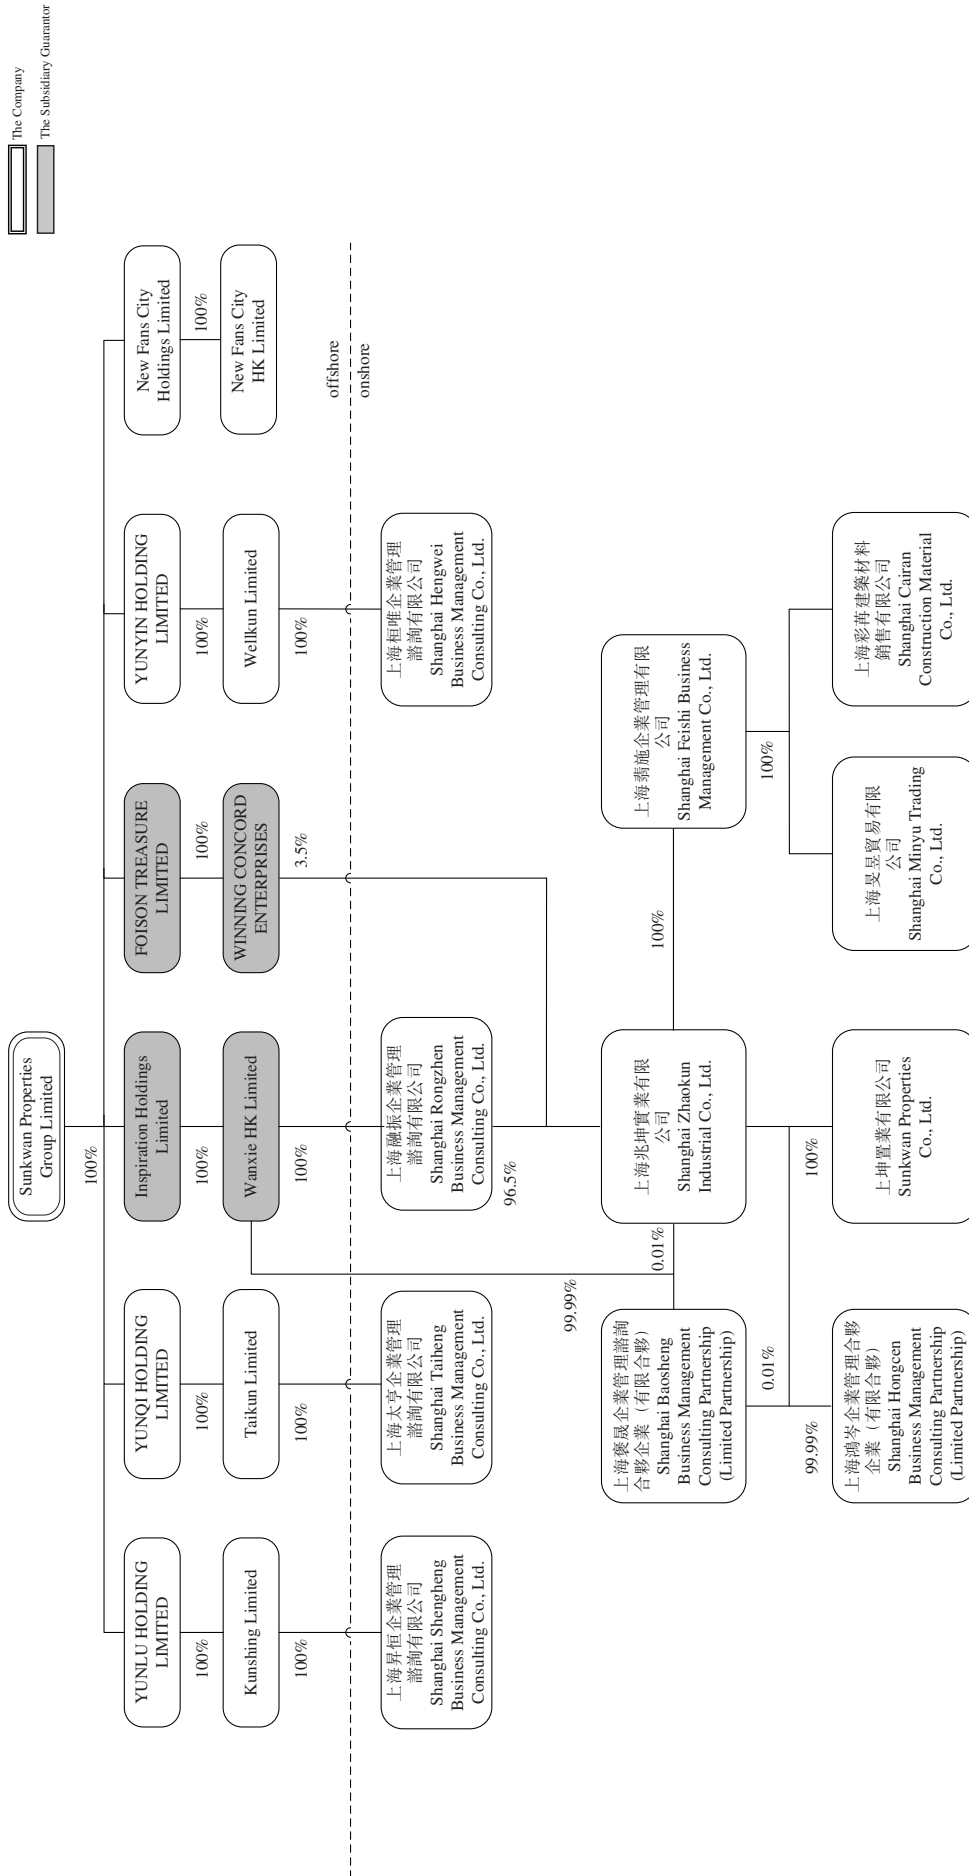 The Company
The Subsidiary Guarantor
Sunkwan Properties
Group Limited
100%
YUNLU HOLDING
LIMITED
YUNQI HOLDING
LIMITED
Inspiration Holdings
Limited
FOISON TREASURE
LIMITED
YUNYIN HOLDING
LIMITED
New Fans City
Holdings Limited
100%
100%
100%
100%
100%
100%
Kunshing Limited
Taikun Limited
Wanxie HK Limited
WINNING CONCORD
ENTERPRISES
Wellkun Limited
New Fans City
HK Limited
100%
100%
100%
3.5%
100%
offshore
onshore
上海昇恒企業管理
諮詢有限公司
Shanghai Shengheng
Business Management
Consulting Co., Ltd.
上海太亨企業管理
諮詢有限公司
Shanghai Taiheng
Business Management
Consulting Co., Ltd.
上海融振企業管理
諮詢有限公司
Shanghai Rongzhen
Business Management
Consulting Co., Ltd.
上海桓唯企業管理
諮詢有限公司
Shanghai Hengwei
Business Management
Consulting Co., Ltd.
96.5%
99.99%
上海褒晟企業管理諮詢
合夥企業（有限合夥）
Shanghai Baosheng
Business Management
Consulting Partnership
(Limited Partnership)
0.01%
上海兆坤實業有限
公司
Shanghai Zhaokun
Industrial Co., Ltd.
100%
上海翡施企業管理有限
公司
Shanghai Feishi Business
Management Co., Ltd.
99.99%
0.01%
100%
100%
上海鴻岑企業管理合夥
企業（有限合夥）
Shanghai Hongcen
Business Management
Consulting Partnership
(Limited Partnership)
上坤置業有限公司
Sunkwan Properties
Co., Ltd.
上海旻昱貿易有限
公司
Shanghai Minyu Trading
Co., Ltd.
上海彩苒建築材料
銷售有限公司
Shanghai Cairan
Construction Material
Co., Ltd.